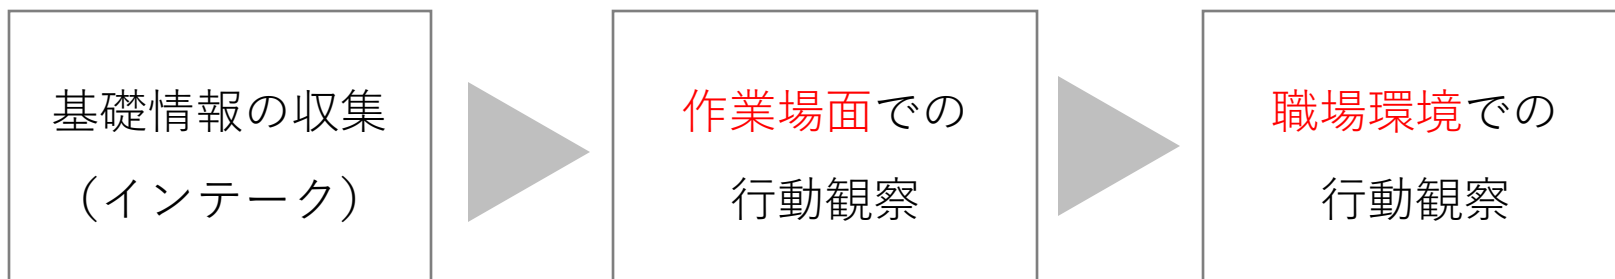 基礎情報の収集
（インテーク）
作業場面での
行動観察
職場環境での
行動観察